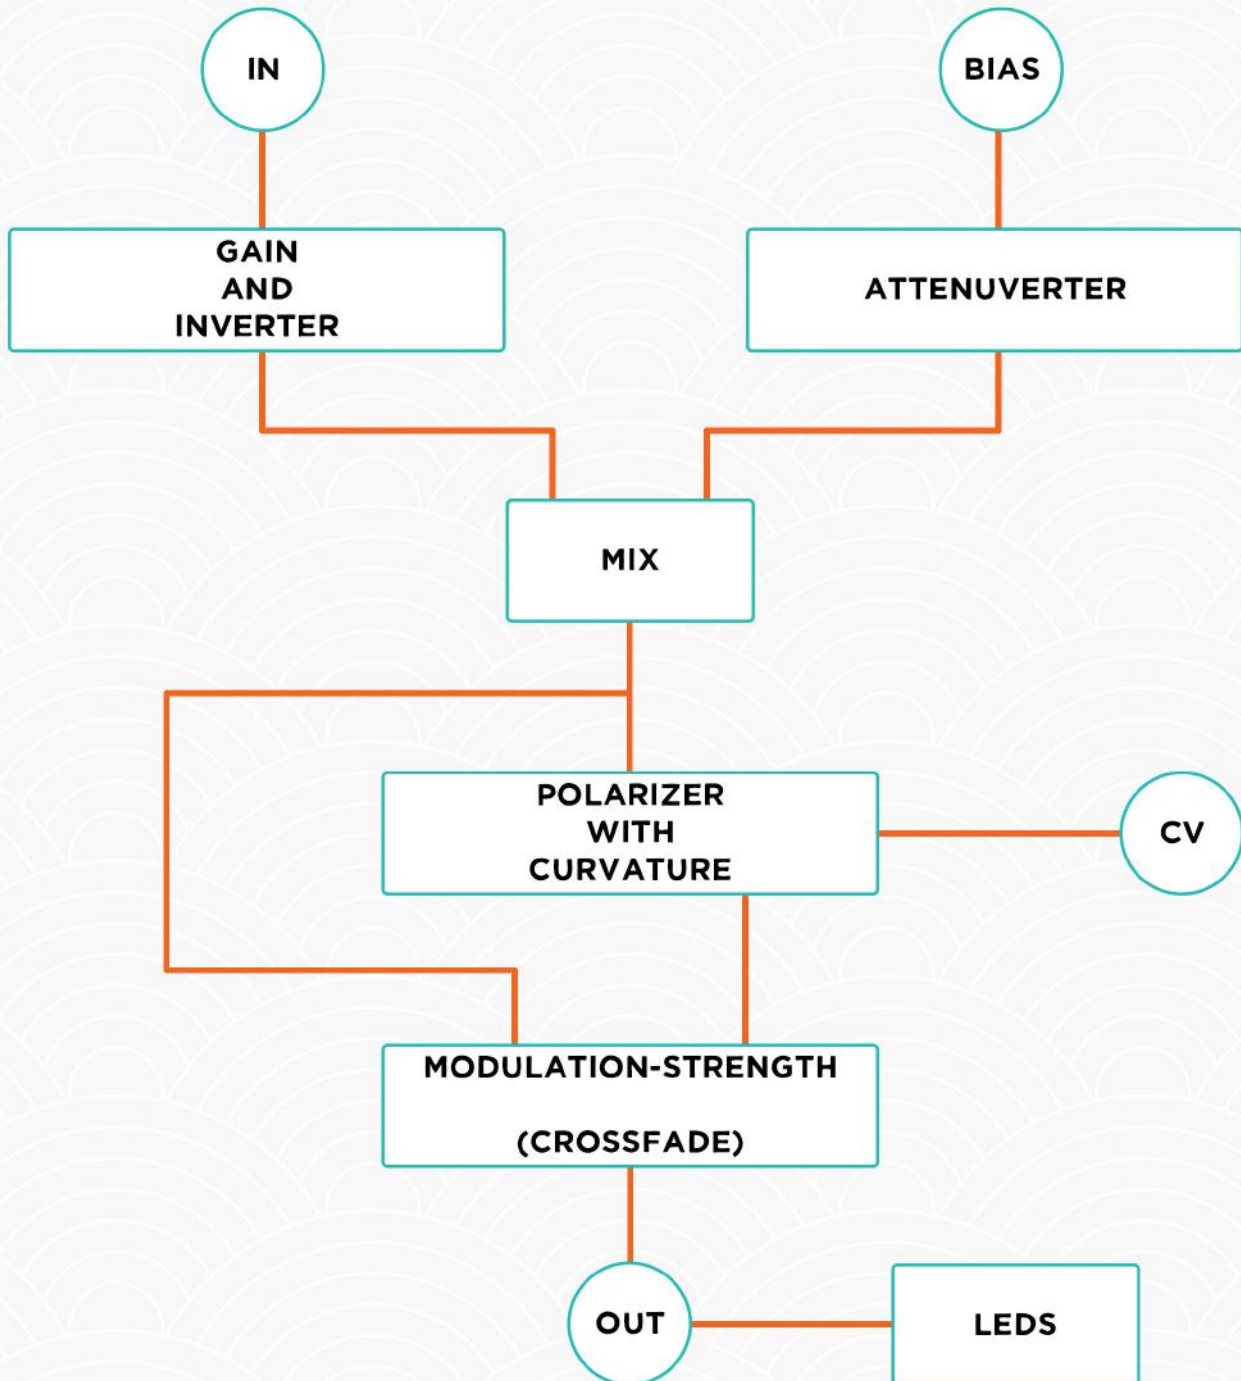 IN
BIAS
GAIN
AND
INVERTER
ATTENUVERTER
MIX
POLARIZER
WITH
CURVATURE
CV
MODULATION-STRENGTH
(CROSSFADE)
OUT
LEDS